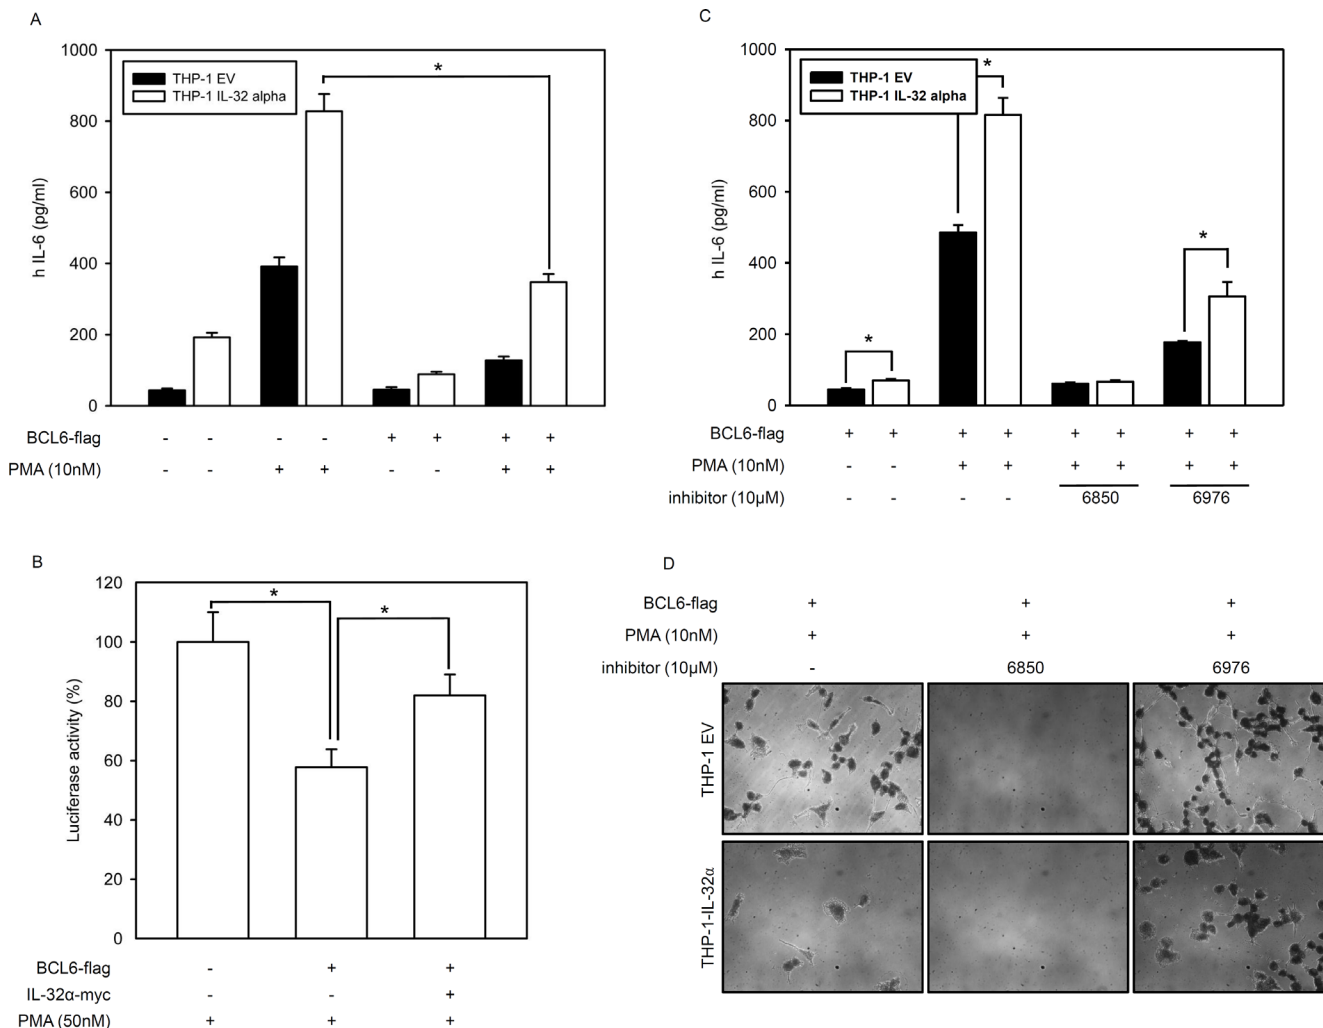 A
1000
800
600
400
200
0
h IL-6 (pg/ml)
THP-1 EV
THP-1 IL-32 alpha
*
BCL6-flag - - - - + + + +
PMA (10nM) - - + + - - + +
C
1000
800
600
400
200
0
h IL-6 (pg/ml)
THP-1 EV
THP-1 IL-32 alpha
*
*
*
BCL6-flag + + + + + + + +
PMA (10nM) - - + + + + + +
inhibitor (10μM) - - - - 6850 6976
B
120
100
80
60
40
20
0
Luciferase activity (%)
*
*
BCL6-flag - + +
IL-32α-myc - - +
PMA (50nM) + + +
D
BCL6-flag + + +
PMA (10nM) + + +
inhibitor (10μM) - 6850 6976
THP-1 EV
THP-1-IL-32α